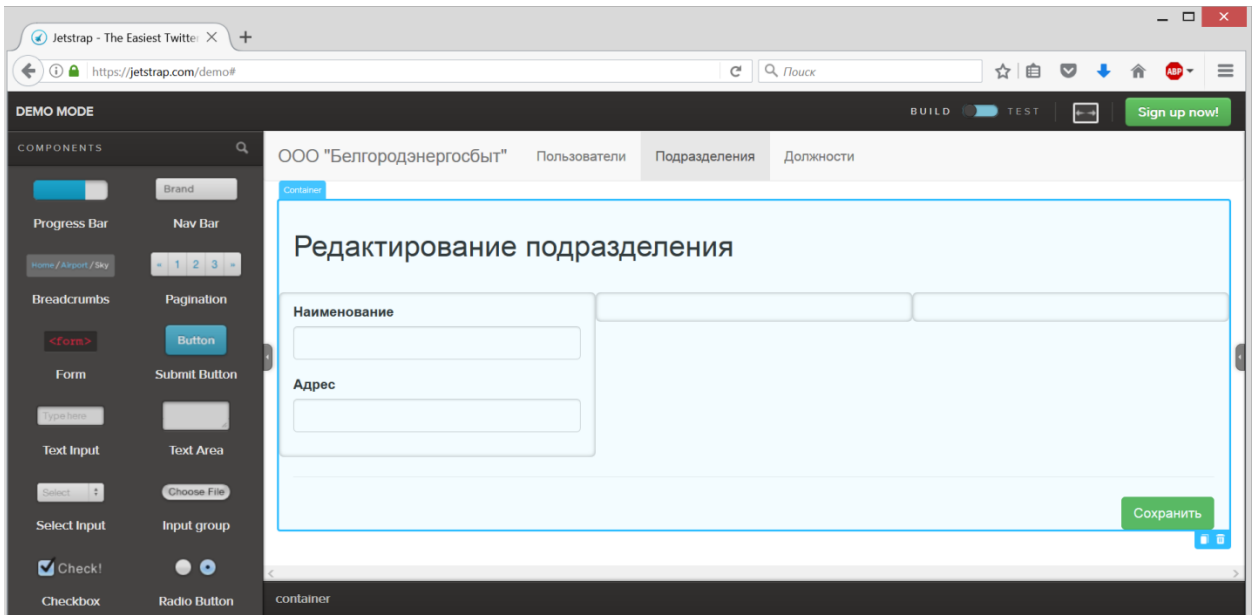 Jetstrap - The Easiest Twitte
https://jetstrap.com/demo#
Поиск
ABP
DEMO MODE
BUILD TEST
Sign up now!
COMPONENTS
ООО "Белгородэнергосбыт" Пользователи Подразделения Должности
Container
Brand
Progress Bar Nav Bar
Редактирование подразделения
Home / Airport / Sky
« 1 2 3 »
Breadcrumbs Pagination
Наименование
<form> Button
Form Submit Button
Адрес
Type here
Text Input Text Area
Select Choose File
Select Input Input group
Сохранить
Check!
Checkbox Radio Button
container